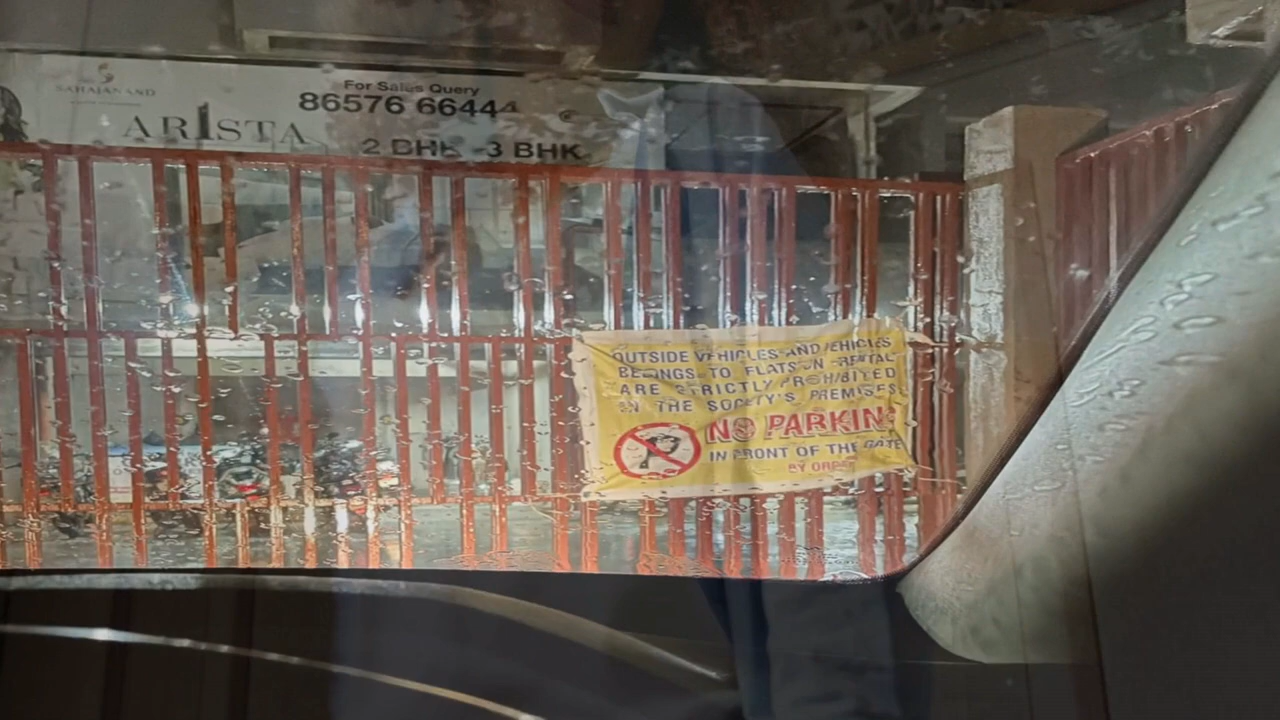 SAHAJANAND
For Sales Query
86576 66444
ARISTA
2 BHK 3 BHK
OUTSIDE VEHICLES AND VEHICLES
BELONGS TO FLATS ON RENTAL
ARE STRICTLY PROHIBITED
IN THE SOCIETY'S PREMISES
NO PARKING
IN FRONT OF THE GATE
BY ORDER